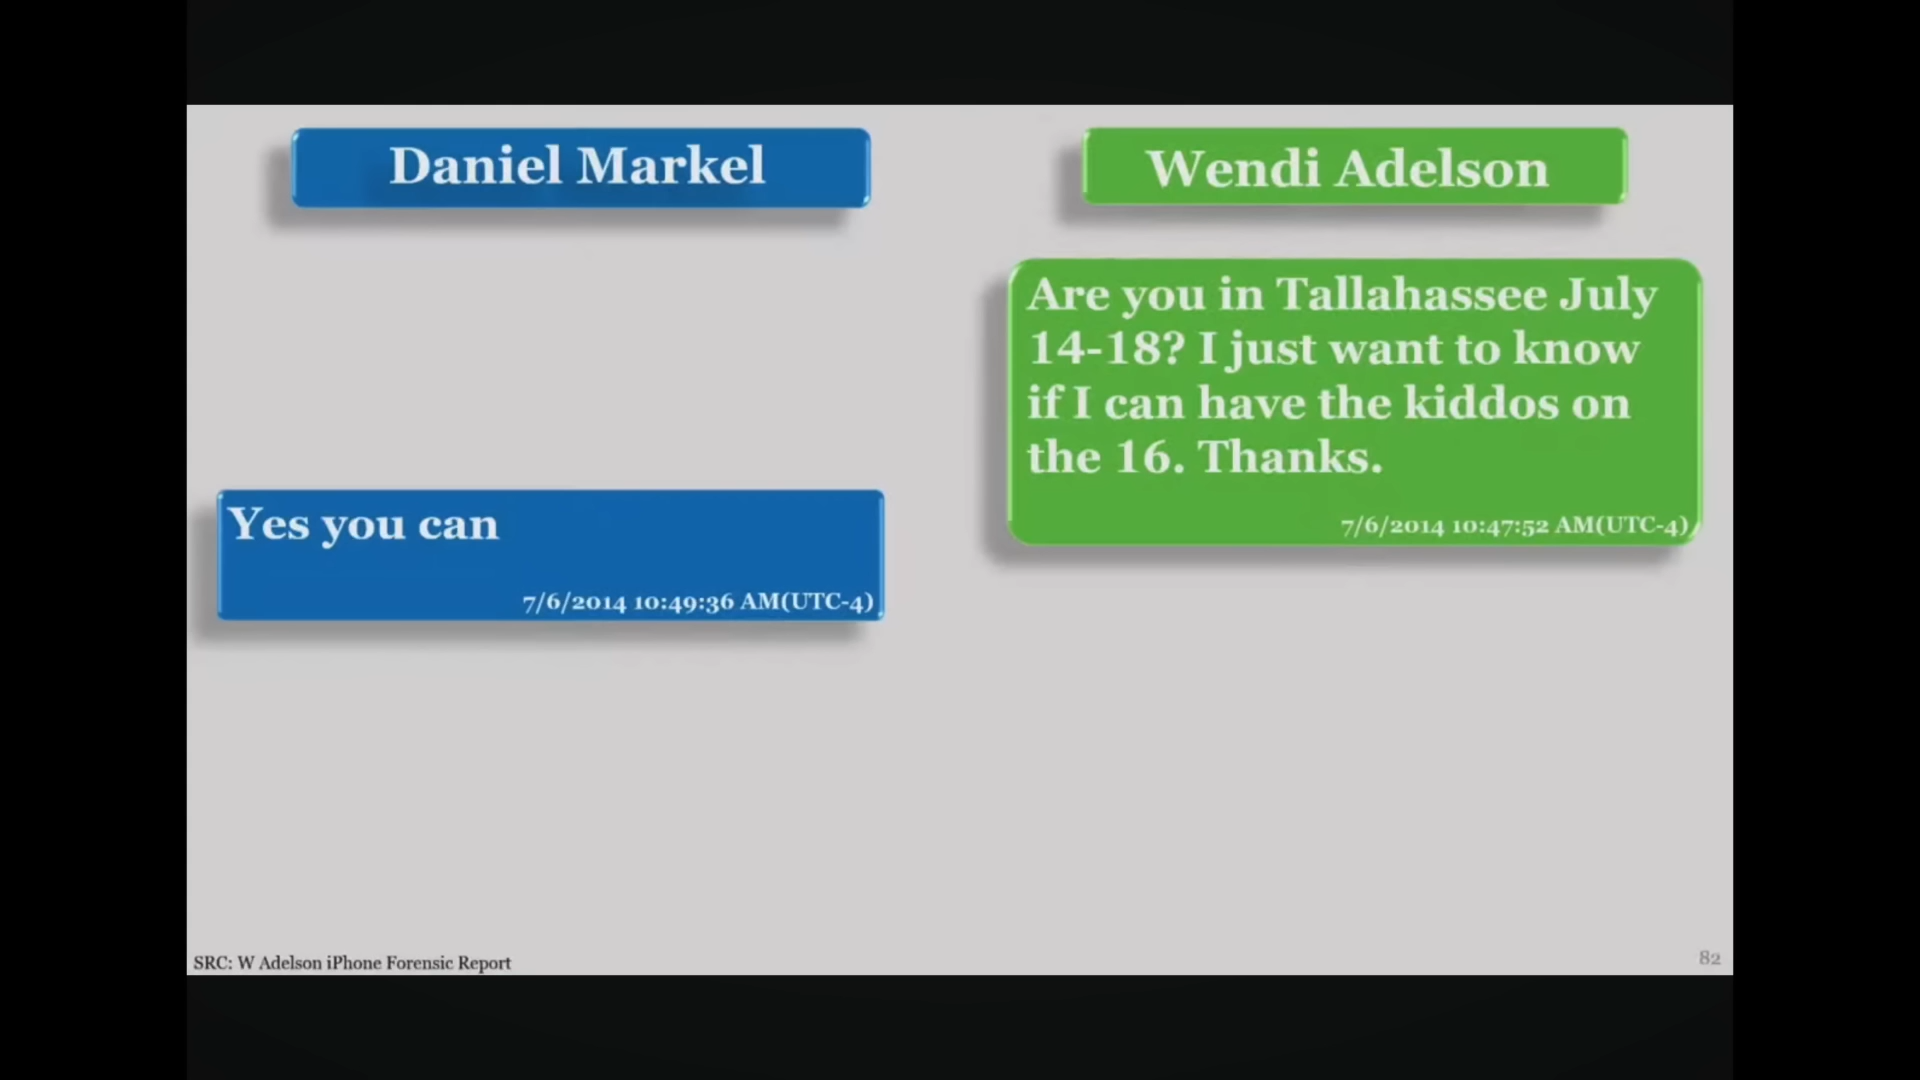 Daniel Markel
Wendi Adelson
Are you in Tallahassee July
14-18? I just want to know
if I can have the kiddos on
the 16. Thanks.
7/6/2014 10:47:52 AM(UTC-4)
Yes you can
7/6/2014 10:49:36 AM(UTC-4)
SRC: W Adelson iPhone Forensic Report
82